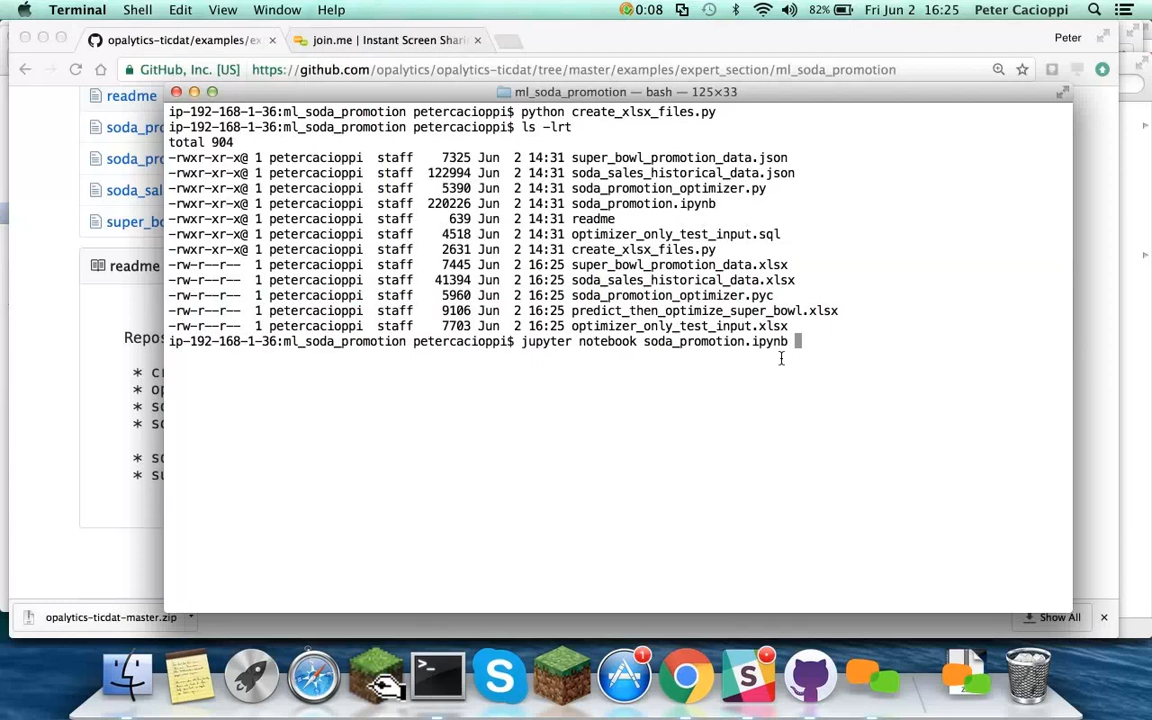 Terminal Shell Edit View Window Help 0:08 82% Fri Jun 2 16:25 Peter Cacioppi
opalytics-ticdat/examples/e × join.me | Instant Screen Shari × Peter
GitHub, Inc. [US] https://github.com/opalytics/opalytics-ticdat/tree/master/examples/expert_section/ml_soda_promotion
ml_soda_promotion — bash — 125×33
readme
soda_pro
soda_pro
soda_sal
super_bo
readme
Repos
* c
* op
* so
* so
* so
* su
ip-192-168-1-36:ml_soda_promotion petercacioppi$ python create_xlsx_files.py
ip-192-168-1-36:ml_soda_promotion petercacioppi$ ls -lrt
total 904
-rwxr-xr-x@ 1 petercacioppi staff 7325 Jun 2 14:31 super_bowl_promotion_data.json
-rwxr-xr-x@ 1 petercacioppi staff 122994 Jun 2 14:31 soda_sales_historical_data.json
-rwxr-xr-x@ 1 petercacioppi staff 5390 Jun 2 14:31 soda_promotion_optimizer.py
-rwxr-xr-x@ 1 petercacioppi staff 220226 Jun 2 14:31 soda_promotion.ipynb
-rwxr-xr-x@ 1 petercacioppi staff 639 Jun 2 14:31 readme
-rwxr-xr-x@ 1 petercacioppi staff 4518 Jun 2 14:31 optimizer_only_test_input.sql
-rwxr-xr-x@ 1 petercacioppi staff 2631 Jun 2 14:31 create_xlsx_files.py
-rw-r--r-- 1 petercacioppi staff 7445 Jun 2 16:25 super_bowl_promotion_data.xlsx
-rw-r--r-- 1 petercacioppi staff 41394 Jun 2 16:25 soda_sales_historical_data.xlsx
-rw-r--r-- 1 petercacioppi staff 5960 Jun 2 16:25 soda_promotion_optimizer.pyc
-rw-r--r-- 1 petercacioppi staff 9106 Jun 2 16:25 predict_then_optimize_super_bowl.xlsx
-rw-r--r-- 1 petercacioppi staff 7703 Jun 2 16:25 optimizer_only_test_input.xlsx
ip-192-168-1-36:ml_soda_promotion petercacioppi$ jupyter notebook soda_promotion.ipynb
opalytics-ticdat-master.zip Show All ×